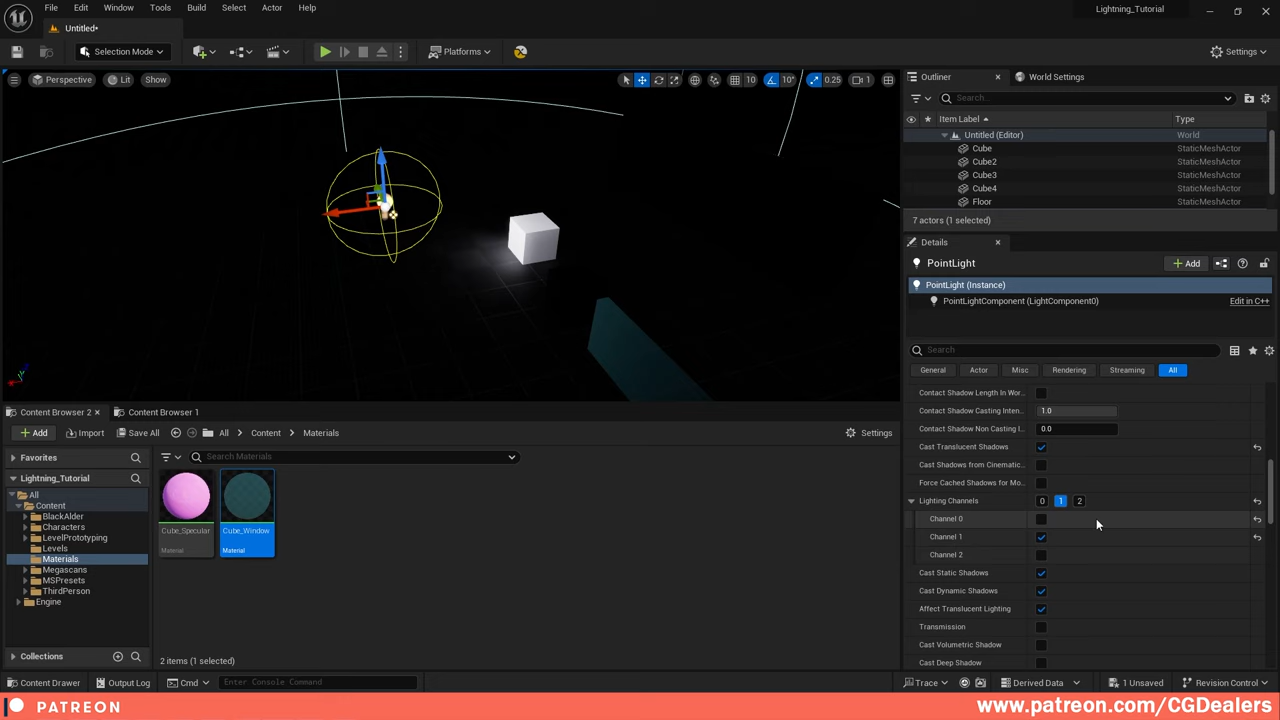 File Edit Window Tools Build Select Actor Help
Lightning_Tutorial
Untitled*
Selection Mode
Platforms
Settings
Perspective Lit Show
10 10° 0.25 1
Outliner
World Settings
Search...
Item Label
Type
Untitled (Editor) World
Cube StaticMeshActor
Cube2 StaticMeshActor
Cube3 StaticMeshActor
Cube4 StaticMeshActor
Floor StaticMeshActor
7 actors (1 selected)
Details
PointLight
Add
PointLight (Instance)
PointLightComponent (LightComponent0) Edit in C++
Search
General Actor Misc Rendering Streaming All
Contact Shadow Length In Wor...
Contact Shadow Casting Inten... 1.0
Contact Shadow Non Casting I... 0.0
Cast Translucent Shadows
Cast Shadows from Cinematic...
Force Cached Shadows for Mo...
Lighting Channels 0 1 2
Channel 0
Channel 1
Channel 2
Cast Static Shadows
Cast Dynamic Shadows
Affect Translucent Lighting
Transmission
Cast Volumetric Shadow
Cast Deep Shadow
Content Browser 2
Content Browser 1
Add Import Save All All Content Materials Settings
Favorites
Search Materials
Lightning_Tutorial
All
Content
BlackAlder
Characters
LevelPrototyping
Levels
Materials
Megascans
MSPresets
ThirdPerson
Engine
Collections
Cube_Specular
Material
Cube_Window
Material
2 items (1 selected)
Content Drawer Output Log Cmd Enter Console Command
Trace Derived Data 1 Unsaved Revision Control
PATREON
www.patreon.com/CGDealers